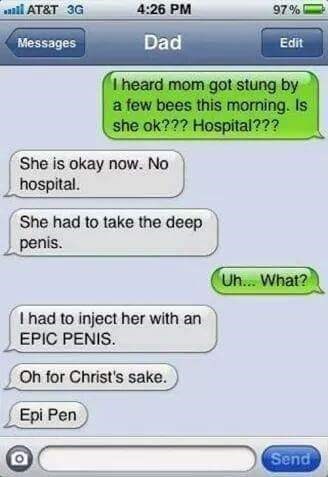 AT&T 3G 4:26 PM 97%
Messages Dad Edit
I heard mom got stung by
a few bees this morning. Is
she ok??? Hospital???
She is okay now. No
hospital.
She had to take the deep
penis.
Uh... What?
I had to inject her with an
EPIC PENIS.
Oh for Christ's sake.
Epi Pen
Send